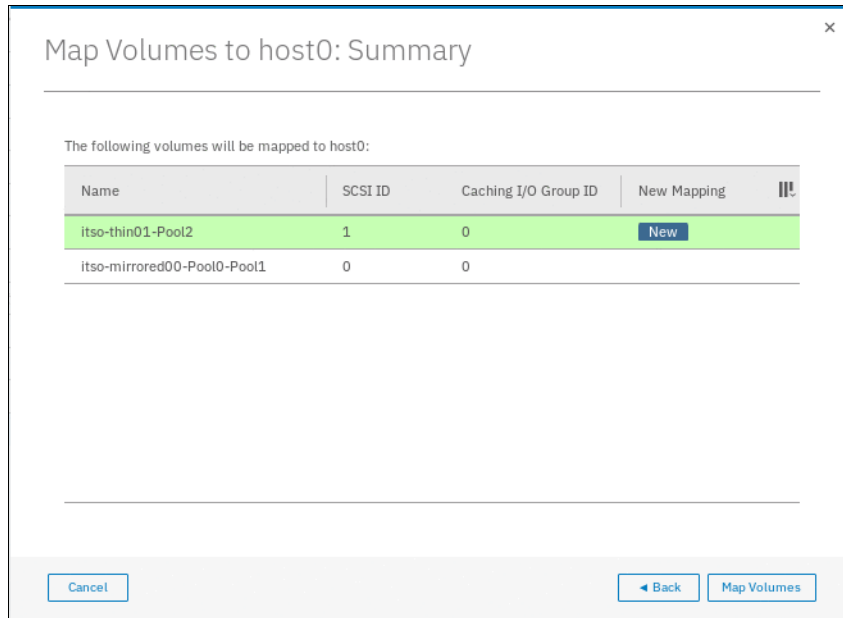 Map Volumes to host0: Summary
The following volumes will be mapped to host0:
Name SCSI ID Caching I/O Group ID New Mapping
itso-thin01-Pool2 1 0 New
itso-mirrored00-Pool0-Pool1 0 0
Cancel ◄ Back Map Volumes